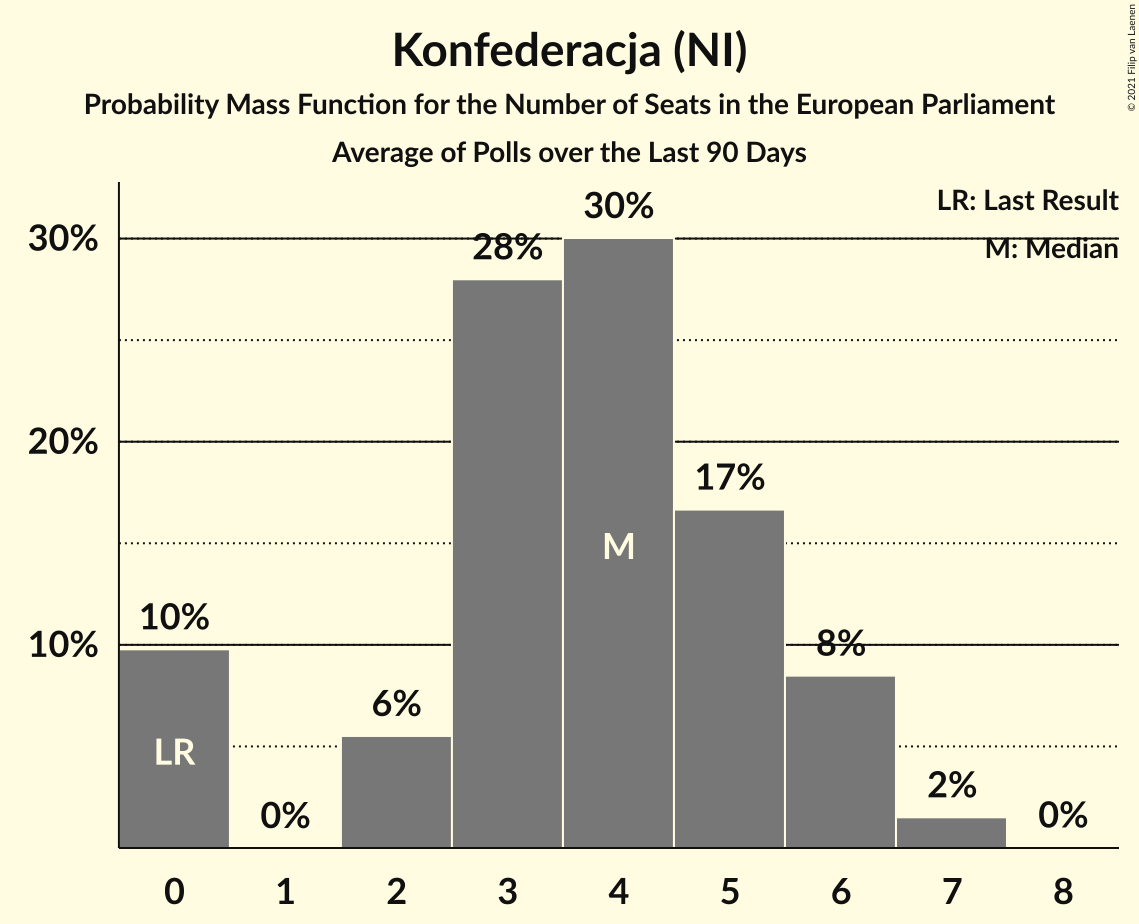 Konfederacja (NI)
Probability Mass Function for the Number of Seats in the European Parliament
Average of Polls over the Last 90 Days
© 2021 Filip van Laenen
LR: Last Result
M: Median
30%
20%
10%
10%
0%
6%
28%
30%
17%
8%
2%
0%
LR
M
0 1 2 3 4 5 6 7 8